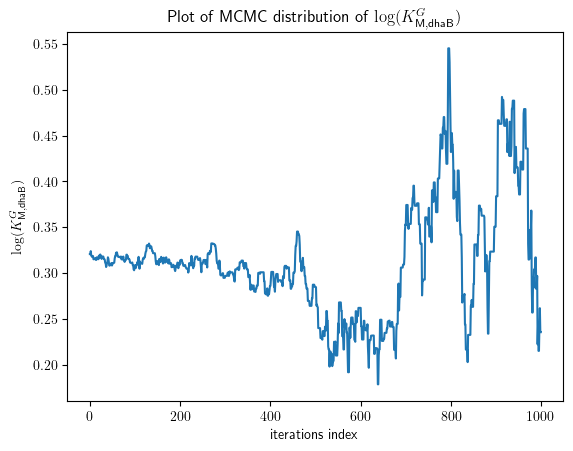 Plot of MCMC distribution of log(K^G_{M,dhaB})
0.55
0.50
0.45
0.40
0.35
0.30
0.25
0.20
log(K^G_{M,dhaB})
0 200 400 600 800 1000
iterations index